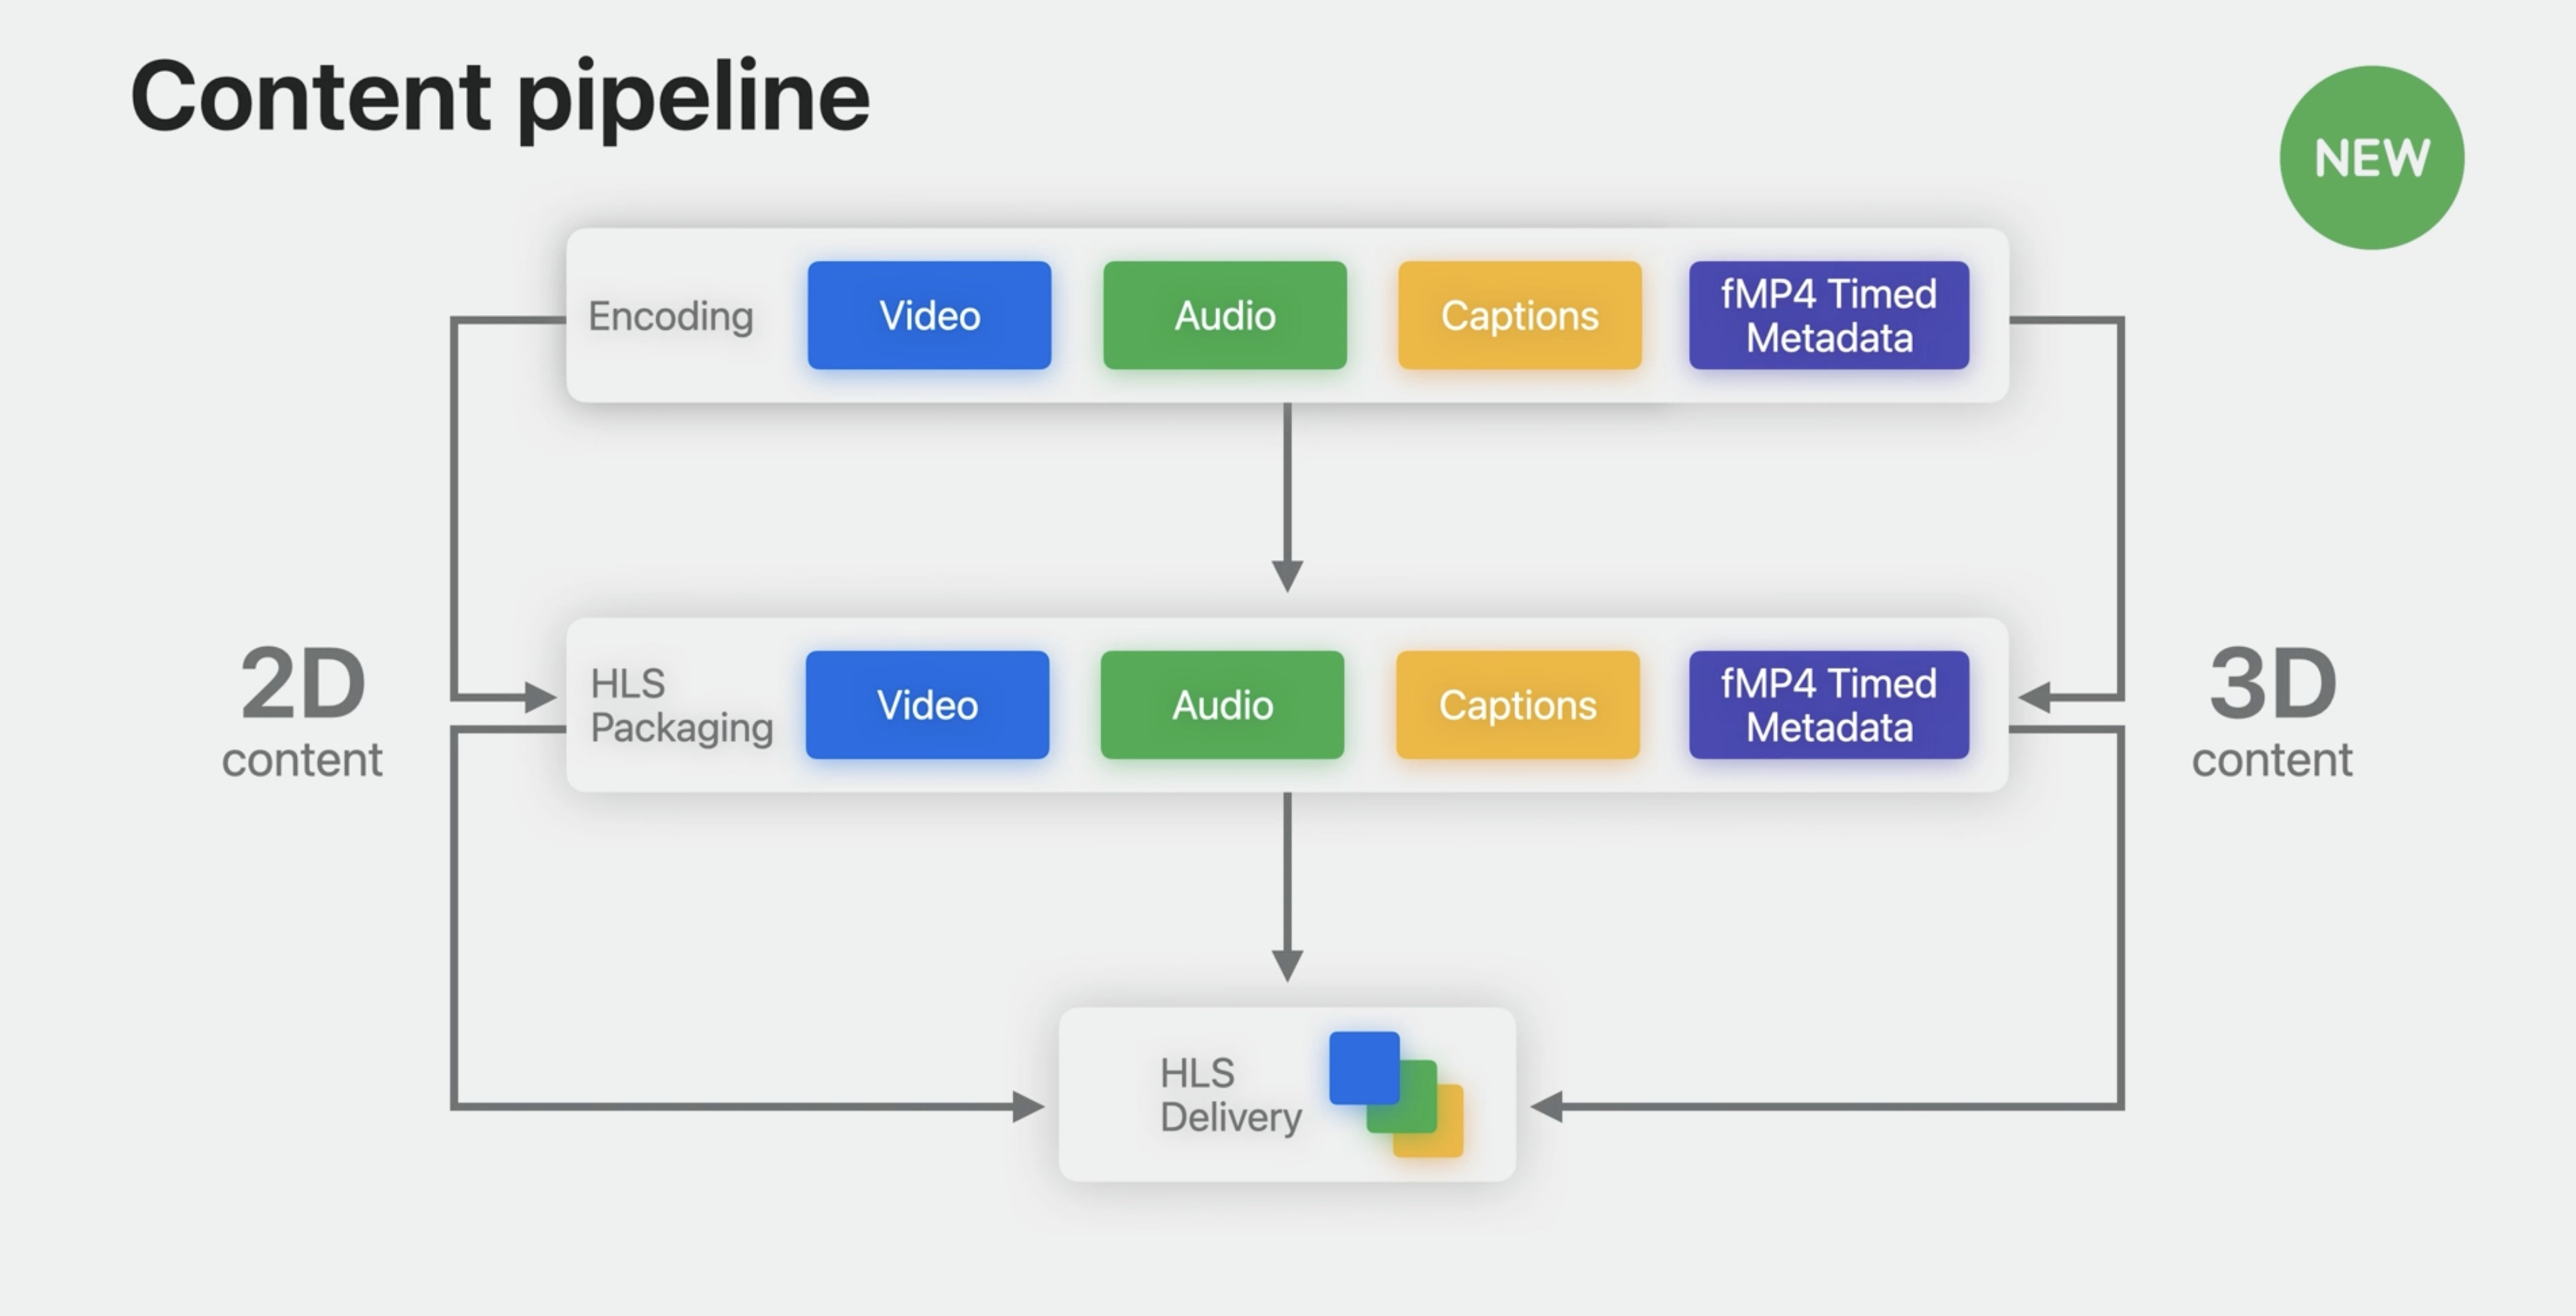 Content pipeline
NEW
Encoding
Video
Audio
Captions
fMP4 Timed
Metadata
2D
content
HLS
Packaging
Video
Audio
Captions
fMP4 Timed
Metadata
3D
content
HLS
Delivery